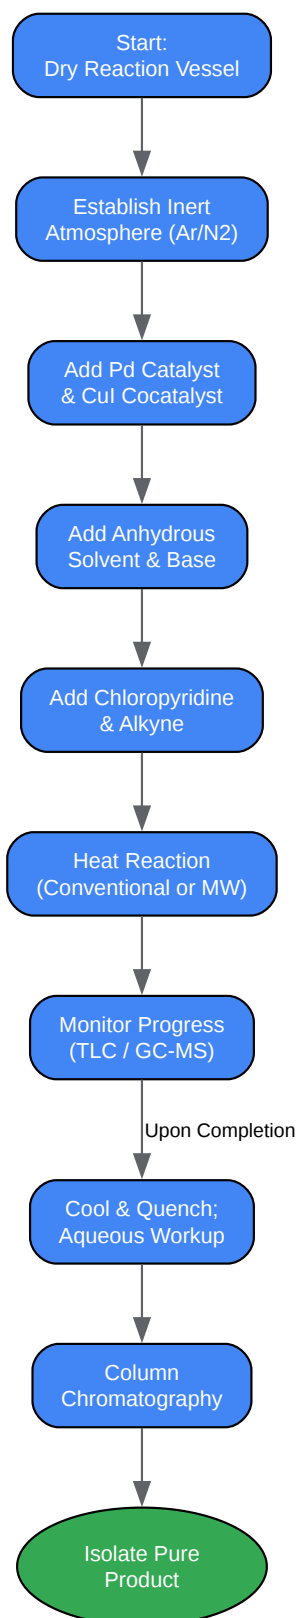 Start:
Dry Reaction Vessel
Establish Inert
Atmosphere (Ar/N2)
Add Pd Catalyst
& CuI Cocatalyst
Add Anhydrous
Solvent & Base
Add Chloropyridine
& Alkyne
Heat Reaction
(Conventional or MW)
Monitor Progress
(TLC / GC-MS)
Upon Completion
Cool & Quench;
Aqueous Workup
Column
Chromatography
Isolate Pure
Product